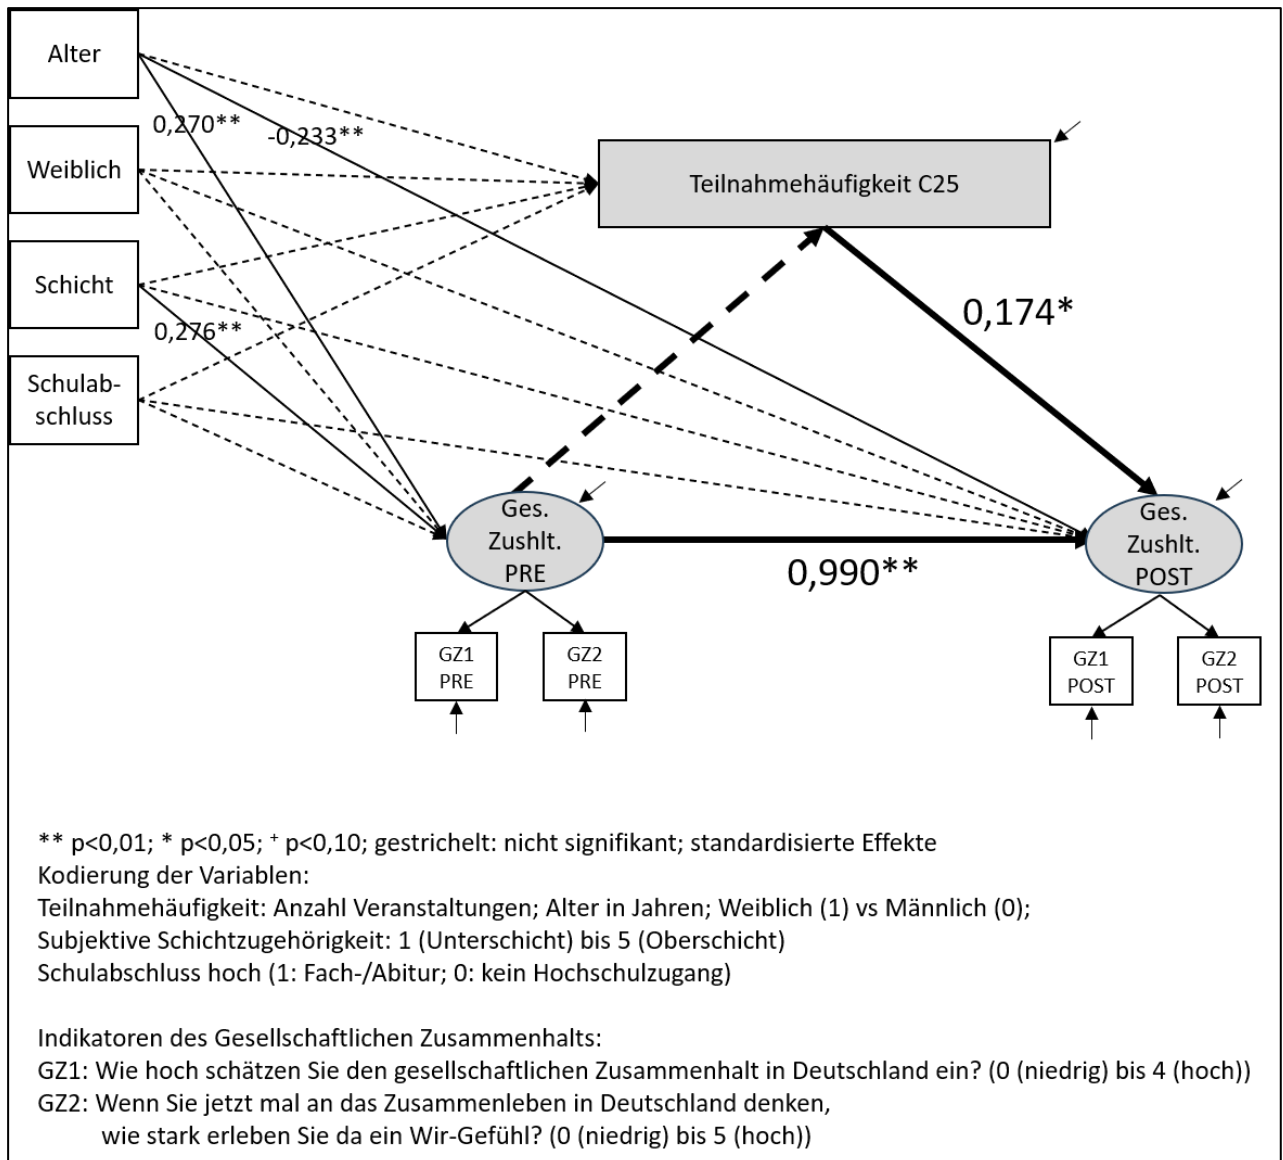 Alter
0,270**
-0,233**
Weiblich
Teilnahmehäufigkeit C25
Schicht
0,174*
0,276**
Schulab-
schluss
Ges.
Zushlt.
PRE
0,990**
Ges.
Zushlt.
POST
GZ1
PRE
GZ2
PRE
GZ1
POST
GZ2
POST
** p<0,01; * p<0,05; ⁺ p<0,10; gestrichelt: nicht signifikant; standardisierte Effekte
Kodierung der Variablen:
Teilnahmehäufigkeit: Anzahl Veranstaltungen; Alter in Jahren; Weiblich (1) vs Männlich (0);
Subjektive Schichtzugehörigkeit: 1 (Unterschicht) bis 5 (Oberschicht)
Schulabschluss hoch (1: Fach-/Abitur; 0: kein Hochschulzugang)
Indikatoren des Gesellschaftlichen Zusammenhalts:
GZ1: Wie hoch schätzen Sie den gesellschaftlichen Zusammenhalt in Deutschland ein? (0 (niedrig) bis 4 (hoch))
GZ2: Wenn Sie jetzt mal an das Zusammenleben in Deutschland denken,
wie stark erleben Sie da ein Wir-Gefühl? (0 (niedrig) bis 5 (hoch))